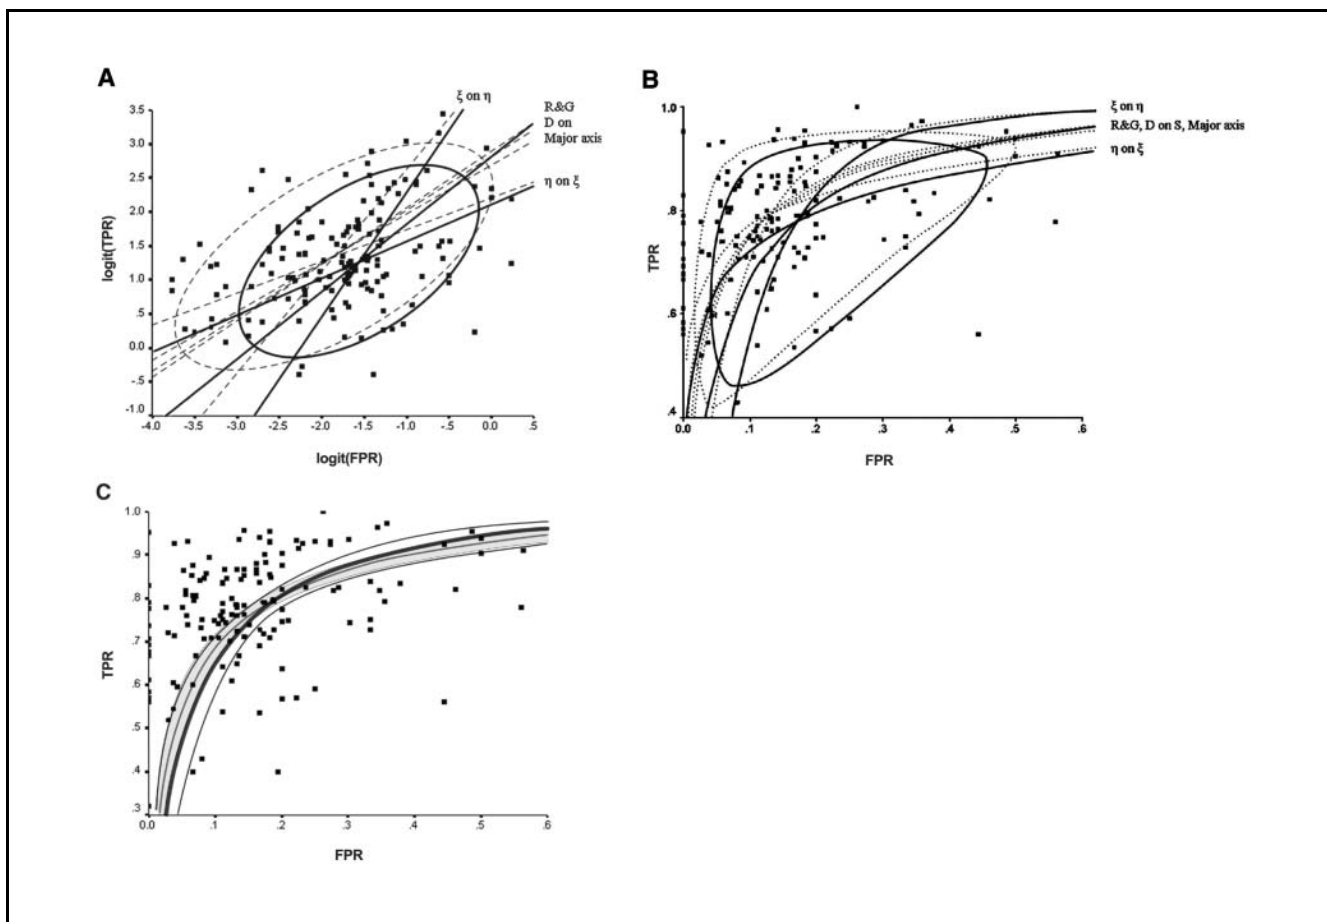 A
3.5
3.0
2.5
2.0
1.5
1.0
.5
0.0
-.5
-1.0
logit(TPR)
-4.0 -3.5 -3.0 -2.5 -2.0 -1.5 -1.0 -.5 0.0 .5
logit(FPR)
ξ on η
R&G
D on
Major axis
η on ξ
B
1.0
.8
.6
.4
TPR
0.0 .1 .2 .3 .4 .5 .6
FPR
ξ on η
R&G, D on S, Major axis
η on ξ
C
1.0
.9
.8
.7
.6
.5
.4
.3
TPR
0.0 .1 .2 .3 .4 .5 .6
FPR